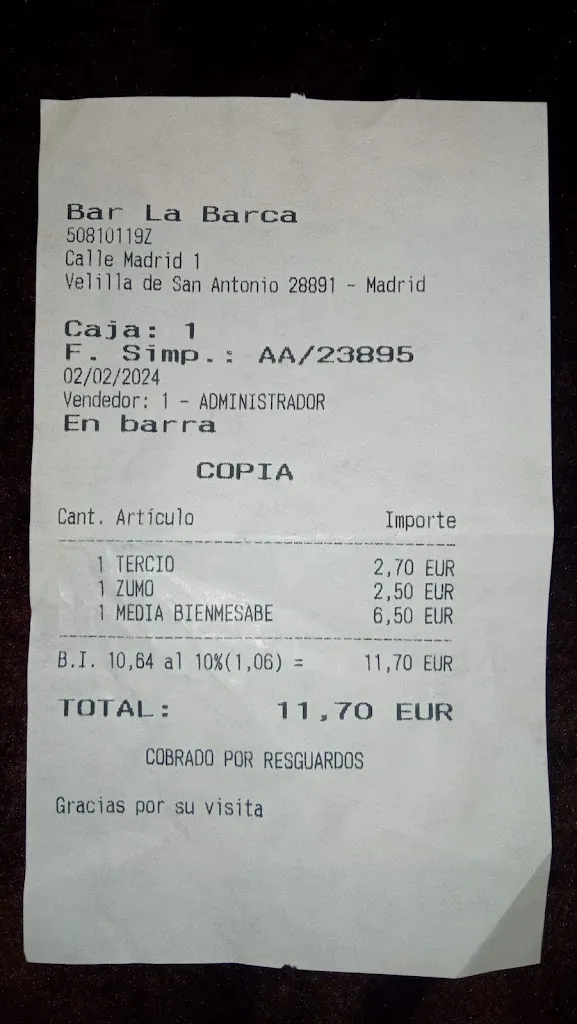 Bar La Barca
50810119Z
Calle Madrid 1
Velilla de San Antonio 28891 - Madrid
Caja: 1
F. Simp.: AA/23895
02/02/2024
Vendedor: 1 - ADMINISTRADOR
En barra
COPIA
Cant. Artículo Importe
1 TERCIO 2,70 EUR
1 ZUMO 2,50 EUR
1 MEDIA BIENMESABE 6,50 EUR
B.I. 10,64 al 10%(1,06) = 11,70 EUR
TOTAL: 11,70 EUR
COBRADO POR RESGUARDOS
Gracias por su visita